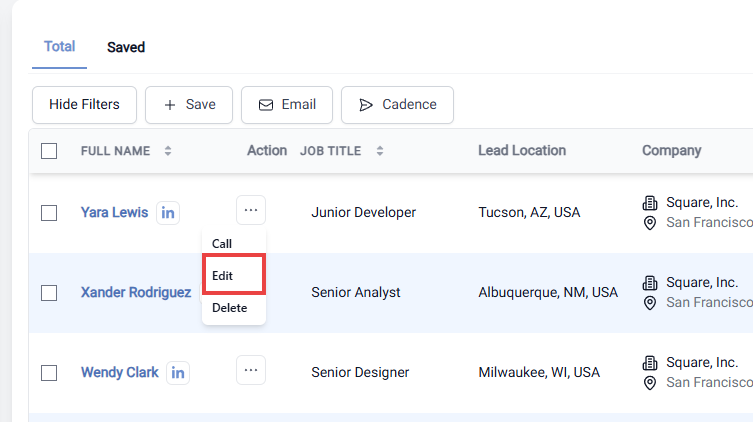 Total Saved
Hide Filters + Save Email Cadence
FULL NAME Action JOB TITLE Lead Location Company
Yara Lewis in ... Junior Developer Tucson, AZ, USA Square, Inc.
San Francisco
Call
Edit
Delete
Xander Rodriguez Senior Analyst Albuquerque, NM, USA Square, Inc.
San Francisco
Wendy Clark in ... Senior Designer Milwaukee, WI, USA Square, Inc.
San Francisco